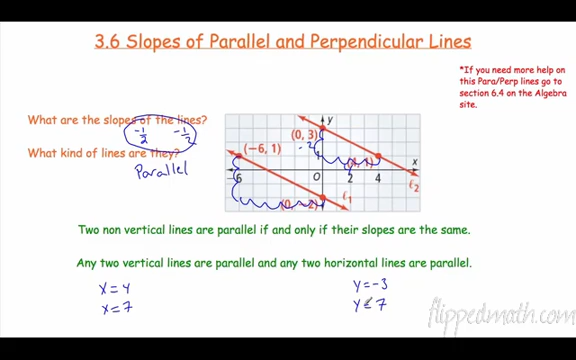 3.6 Slopes of Parallel and Perpendicular Lines
*If you need more help on
this Para/Perp lines go to
section 6.4 on the Algebra
site.
What are the slopes of the lines?
-1/2 -1/2
What kind of lines are they?
Parallel
y
(0, 3)
-2
(-6, 1)
x
-6 O 2 4
(0, -2)
ℓ1
ℓ2
Two non vertical lines are parallel if and only if their slopes are the same.
Any two vertical lines are parallel and any two horizontal lines are parallel.
x=4 y=-3
x=7 y=7
flippedmath.com